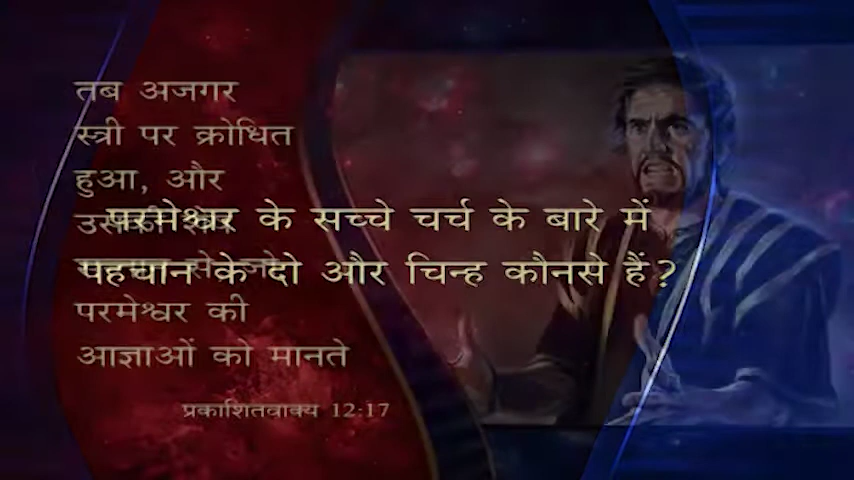 तब अजगर
स्त्री पर क्रोधित
हुआ, और
परमेश्वर के सच्चे चर्च के बारे में
पहचान के दो और चिन्ह कौनसे हैं?
परमेश्वर की
आज्ञाओं को मानते
प्रकाशितवाक्य 12:17